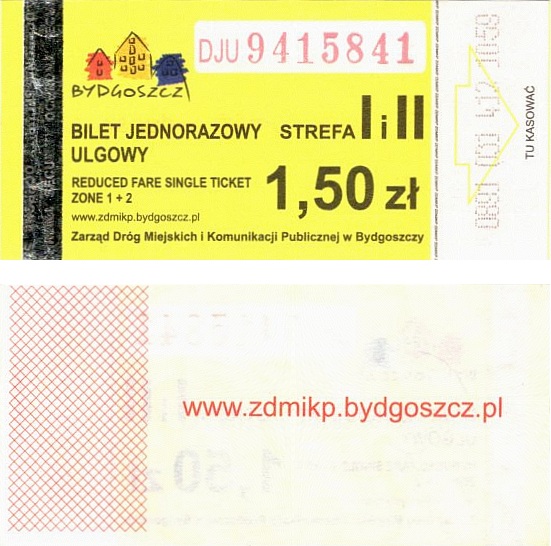 DJU 9415841
BYDGOSZCZ
BILET JEDNORAZOWY STREFA I i II
ULGOWY
REDUCED FARE SINGLE TICKET
ZONE 1 + 2
1,50 zł
www.zdmikp.bydgoszcz.pl
Zarząd Dróg Miejskich i Komunikacji Publicznej w Bydgoszczy
TU KASOWAĆ
www.zdmikp.bydgoszcz.pl